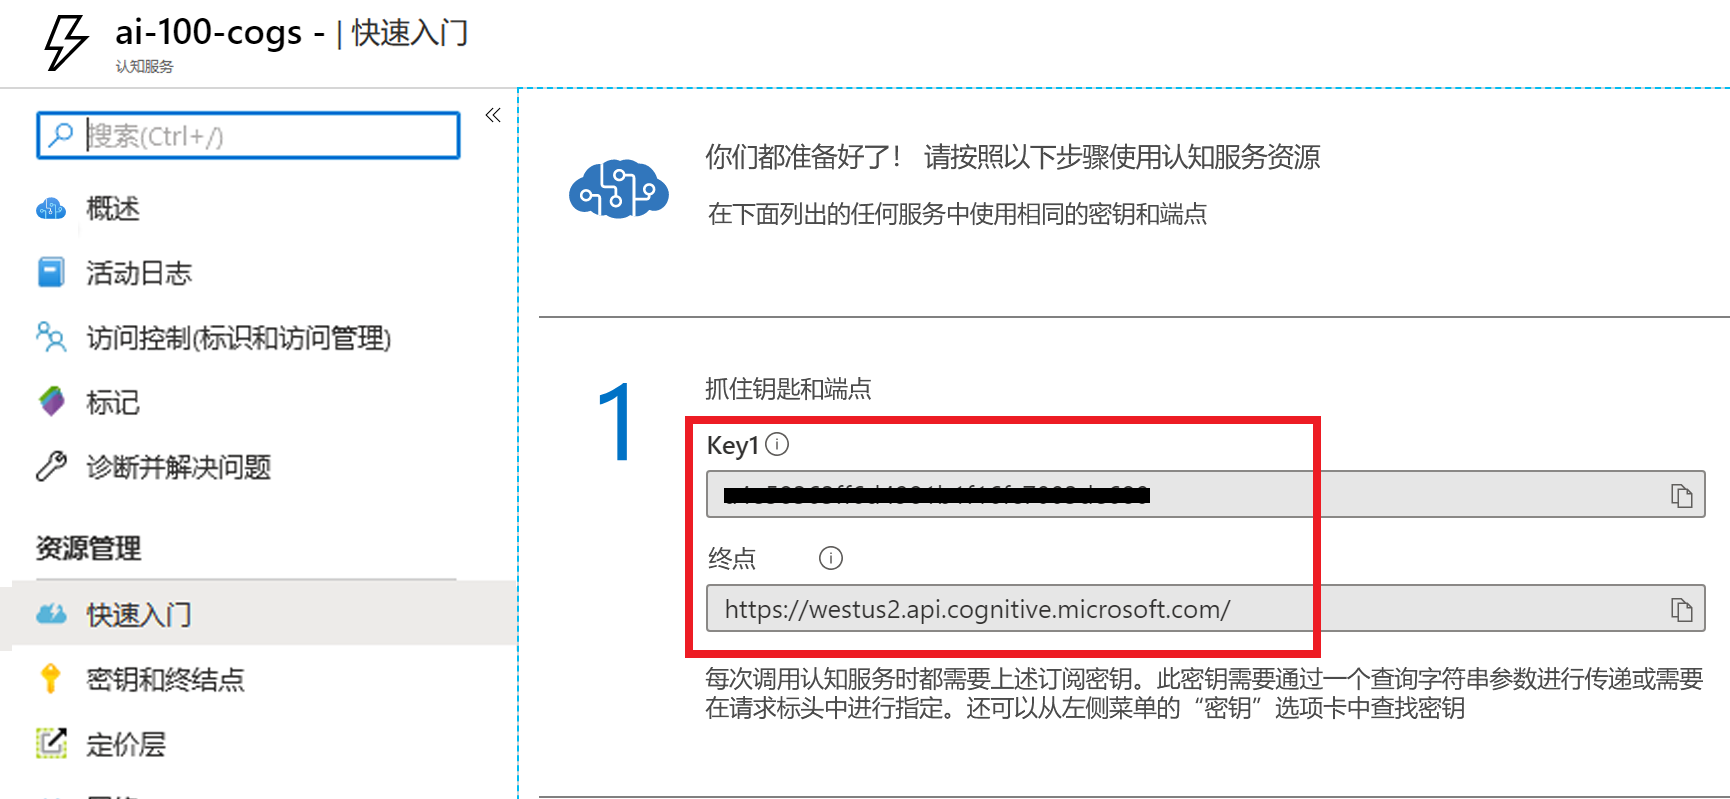 ai-100-cogs - | 快速入门
认知服务
搜索(Ctrl+/)
概述
活动日志
访问控制(标识和访问管理)
标记
诊断并解决问题
资源管理
快速入门
密钥和终结点
定价层
你们都准备好了！ 请按照以下步骤使用认知服务资源
在下面列出的任何服务中使用相同的密钥和端点
1
抓住钥匙和端点
Key1
终点
https://westus2.api.cognitive.microsoft.com/
每次调用认知服务时都需要上述订阅密钥。此密钥需要通过一个查询字符串参数进行传递或需要
在请求标头中进行指定。还可以从左侧菜单的“密钥”选项卡中查找密钥